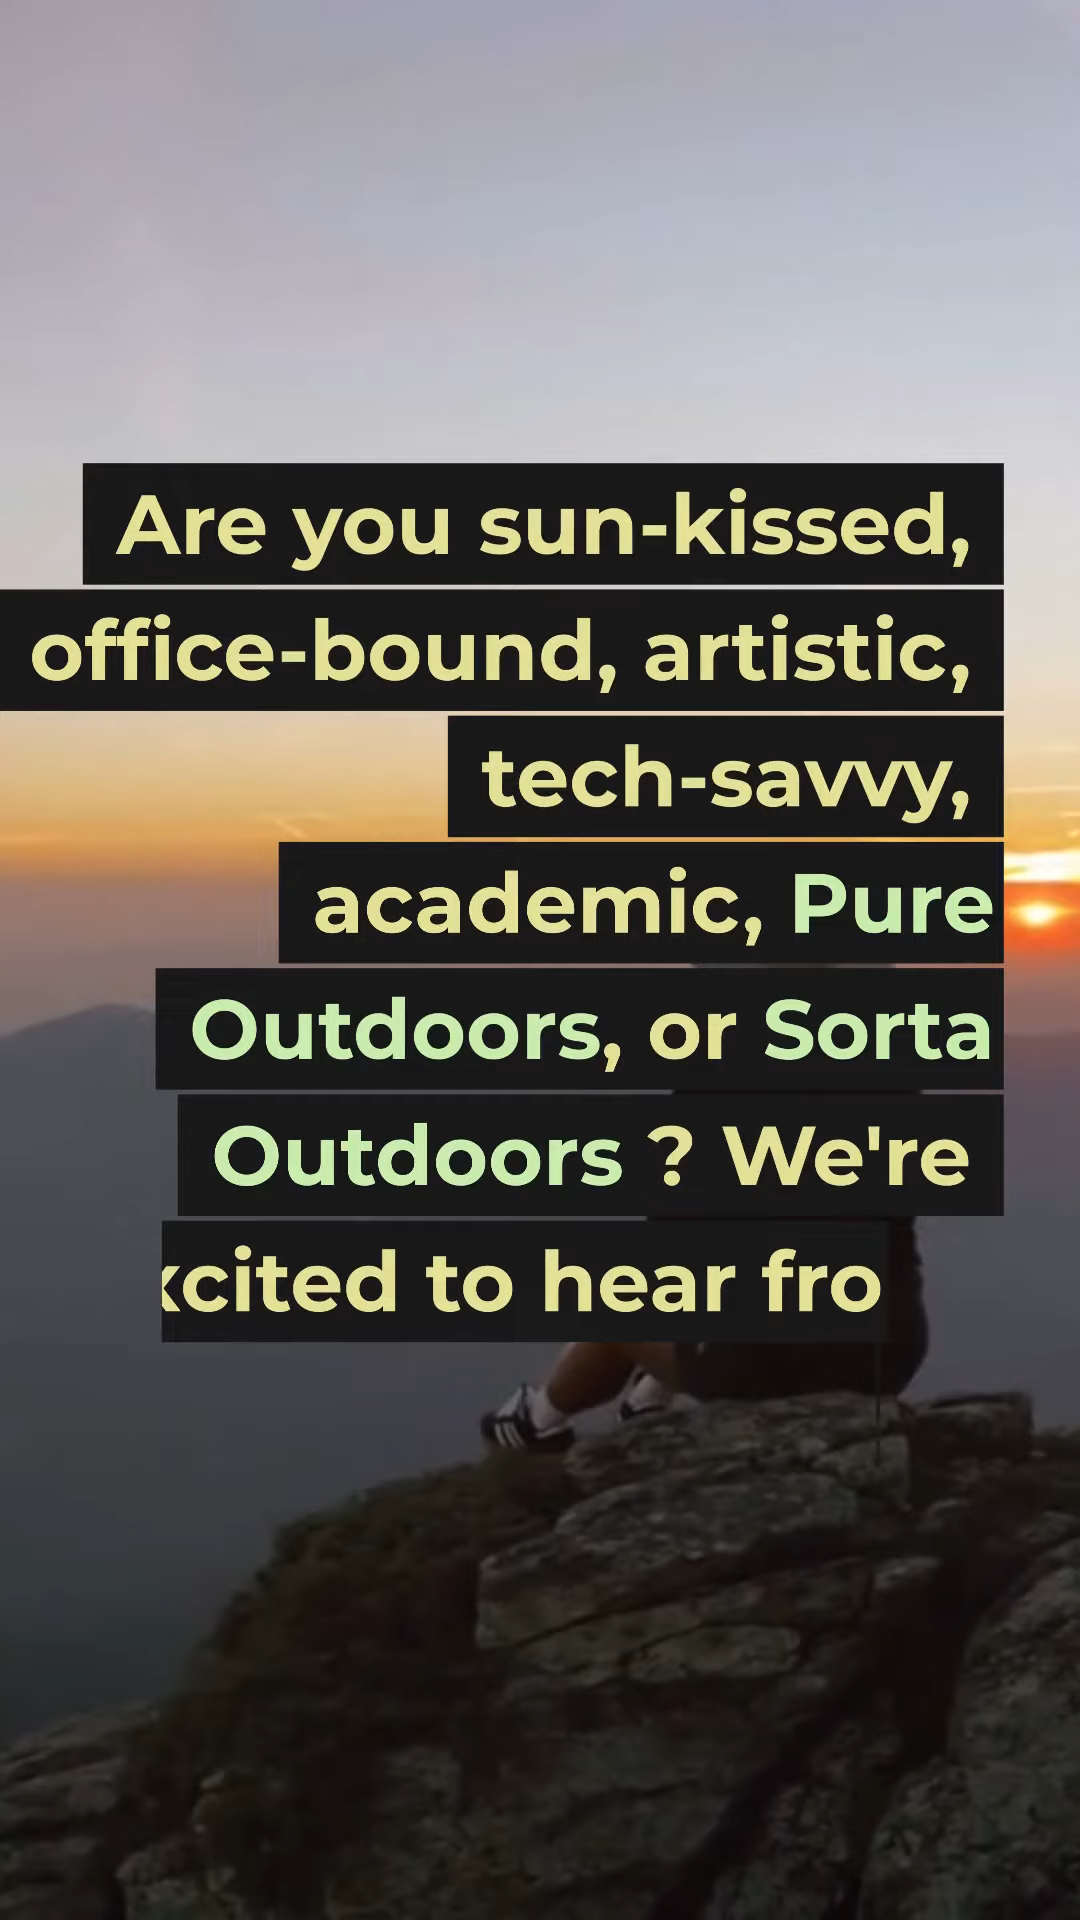 Are you sun-kissed,
office-bound, artistic,
tech-savvy,
academic, Pure
Outdoors, or Sorta
Outdoors ? We're
xcited to hear fro